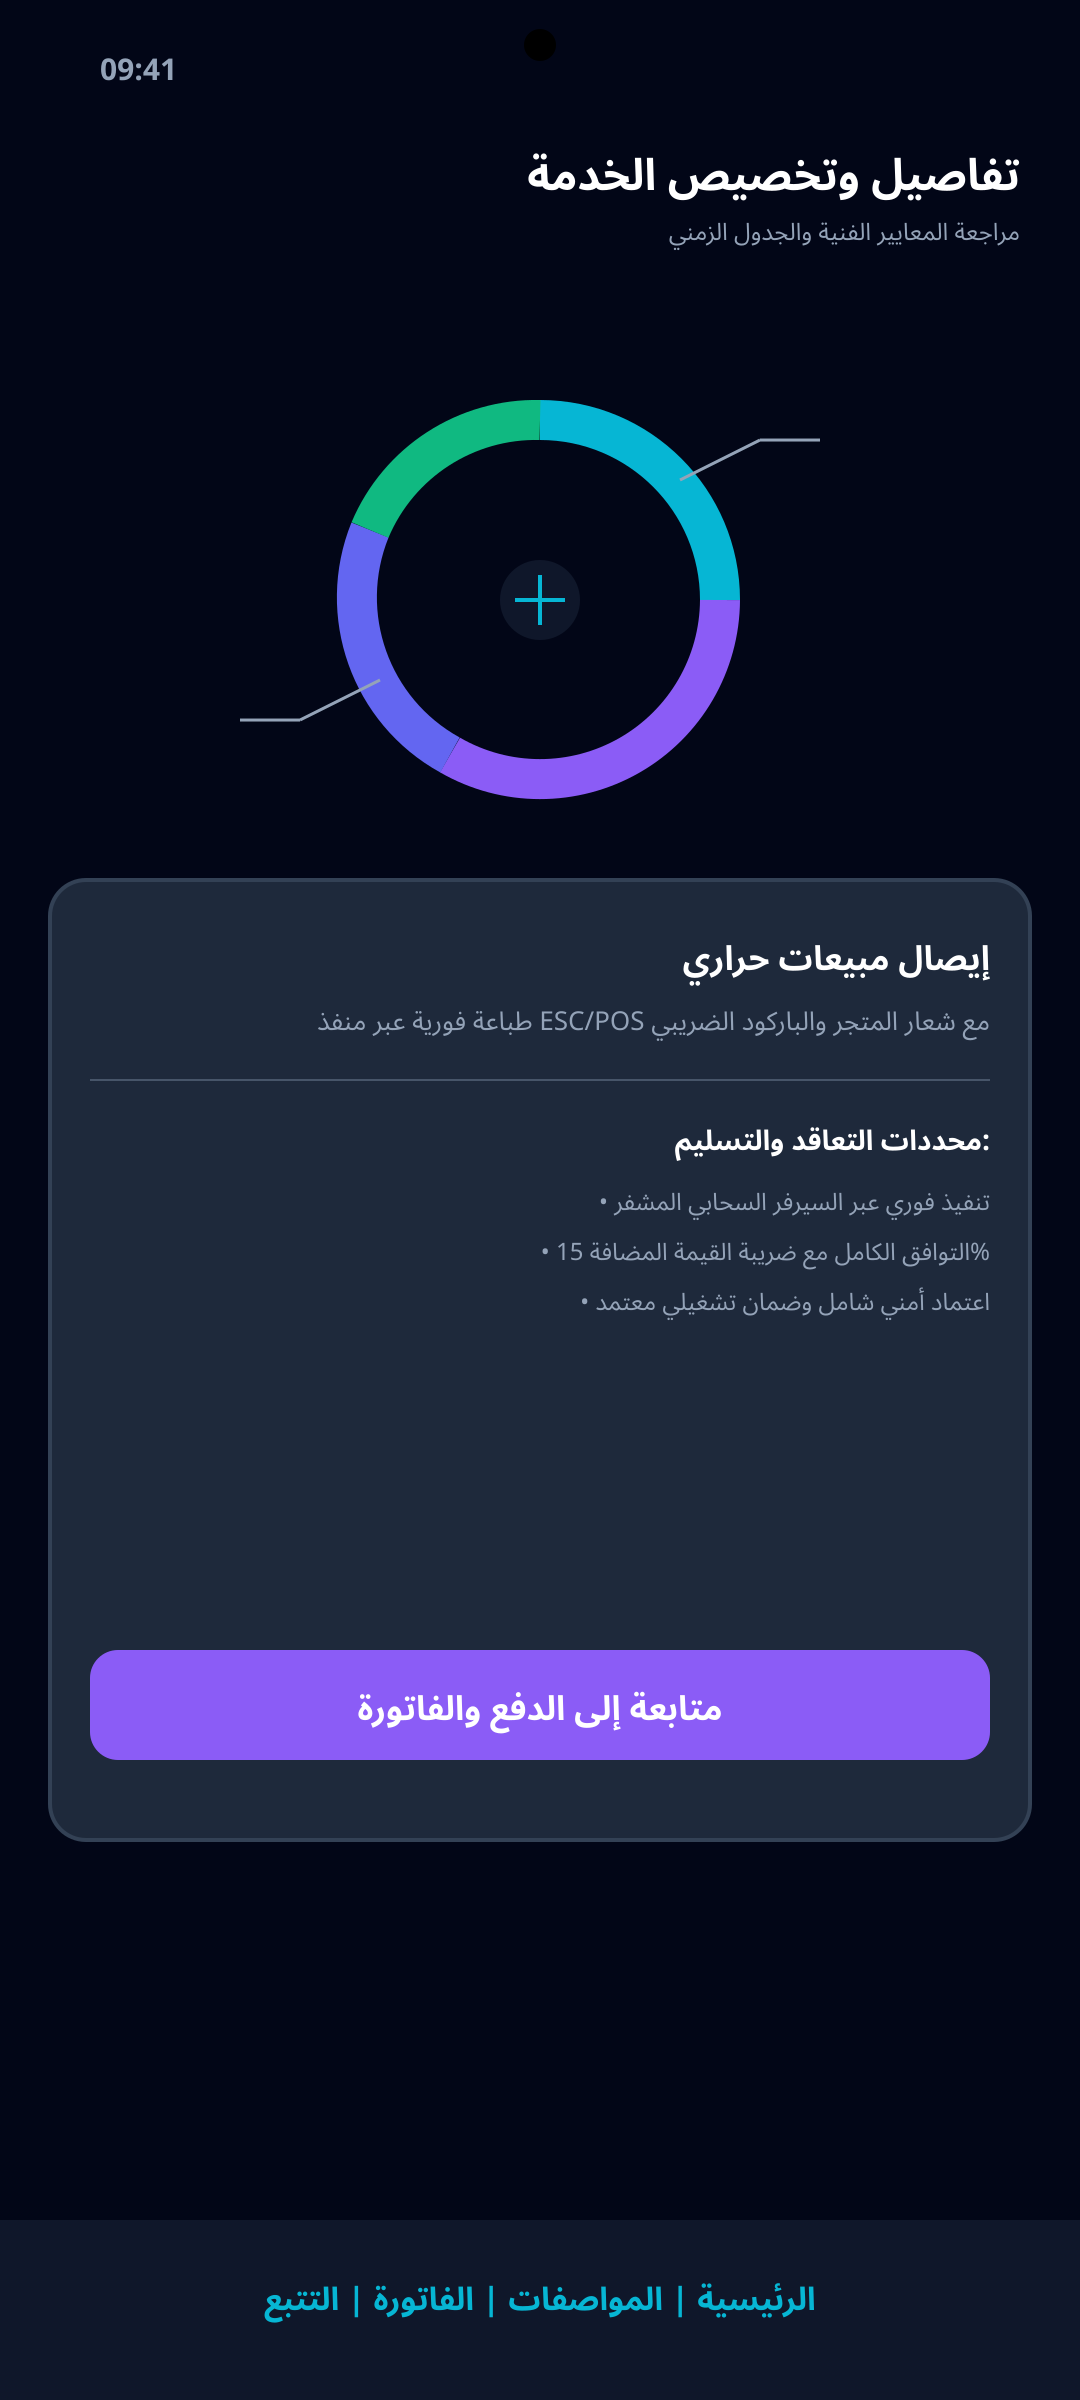 09:41
تفاصيل وتخصيص الخدمة
مراجعة المعايير الفنية والجدول الزمني
إيصال مبيعات حراري
طباعة فورية عبر منفذ ESC/POS مع شعار المتجر والباركود الضريبي
محددات التعاقد والتسليم:
• تنفيذ فوري عبر السيرفر السحابي المشفر
• التوافق الكامل مع ضريبة القيمة المضافة 15%
• اعتماد أمني شامل وضمان تشغيلي معتمد
متابعة إلى الدفع والفاتورة
الرئيسية | المواصفات | الفاتورة | التتبع